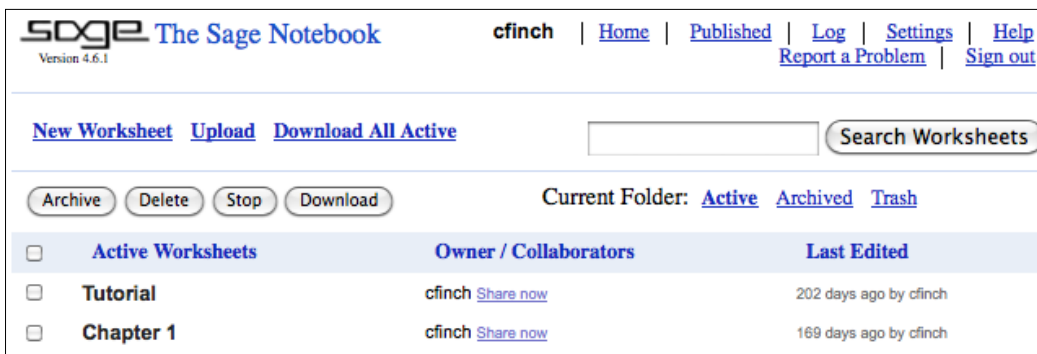 sage The Sage Notebook cfinch | Home | Published | Log | Settings | Help
Version 4.6.1 Report a Problem | Sign out
New Worksheet Upload Download All Active Search Worksheets
Archive Delete Stop Download Current Folder: Active Archived Trash
Active Worksheets Owner / Collaborators Last Edited
Tutorial cfinch Share now 202 days ago by cfinch
Chapter 1 cfinch Share now 169 days ago by cfinch